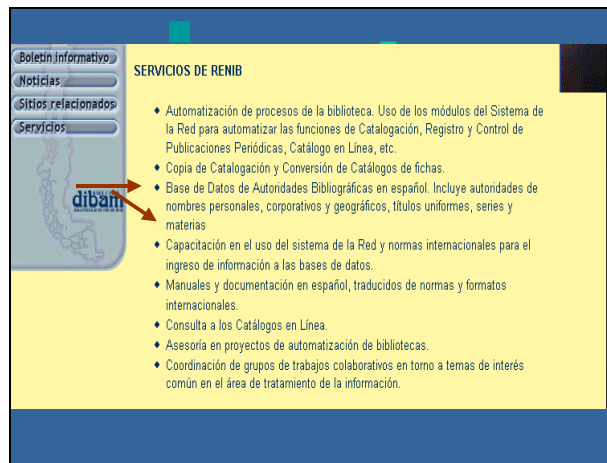 Boletín informativo
Noticias
Sitios relacionados
Servicios
dibam
SERVICIOS DE RENIB
♦ Automatización de procesos de la biblioteca. Uso de los módulos del Sistema de
la Red para automatizar las funciones de Catalogación, Registro y Control de
Publicaciones Periódicas, Catálogo en Línea, etc.
♦ Copia de Catalogación y Conversión de Catálogos de fichas.
♦ Base de Datos de Autoridades Bibliográficas en español. Incluye autoridades de
nombres personales, corporativos y geográficos, títulos uniformes, series y
materias
♦ Capacitación en el uso del sistema de la Red y normas internacionales para el
ingreso de información a las bases de datos.
♦ Manuales y documentación en español, traducidos de normas y formatos
internacionales.
♦ Consulta a los Catálogos en Línea.
♦ Asesoría en proyectos de automatización de bibliotecas.
♦ Coordinación de grupos de trabajos colaborativos en torno a temas de interés
común en el área de tratamiento de la información.